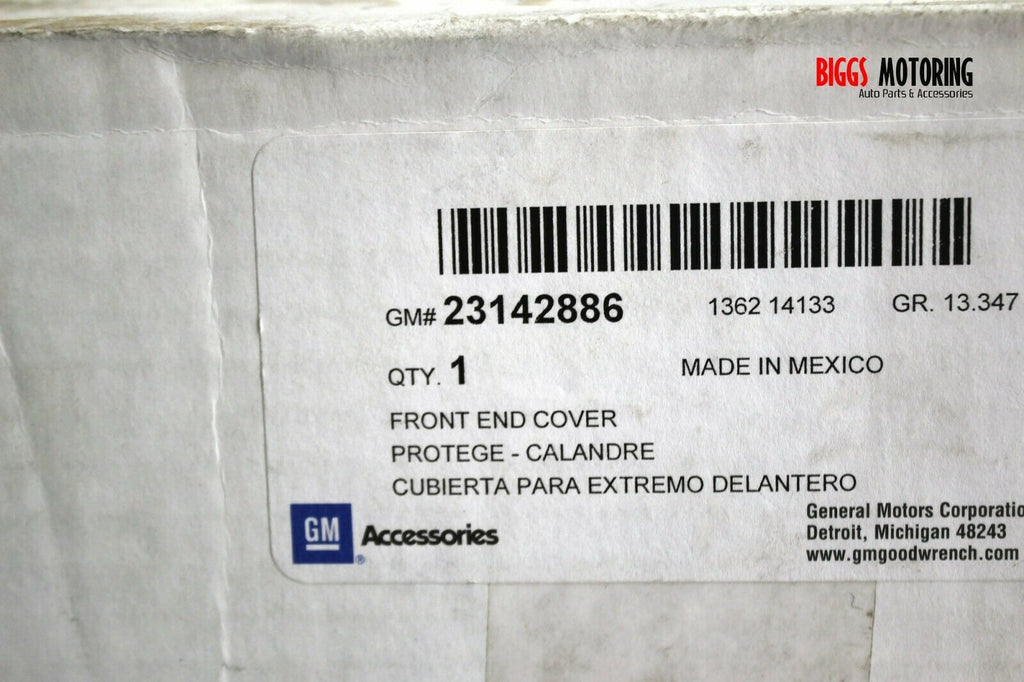 BIGGS MOTORING
Auto Parts & Accessories
GM# 23142886 1362 14133 GR. 13.347
QTY. 1 MADE IN MEXICO
FRONT END COVER
PROTEGE - CALANDRE
CUBIERTA PARA EXTREMO DELANTERO
GM ® Accessories
General Motors Corporatio
Detroit, Michigan 48243
www.gmgoodwrench.com